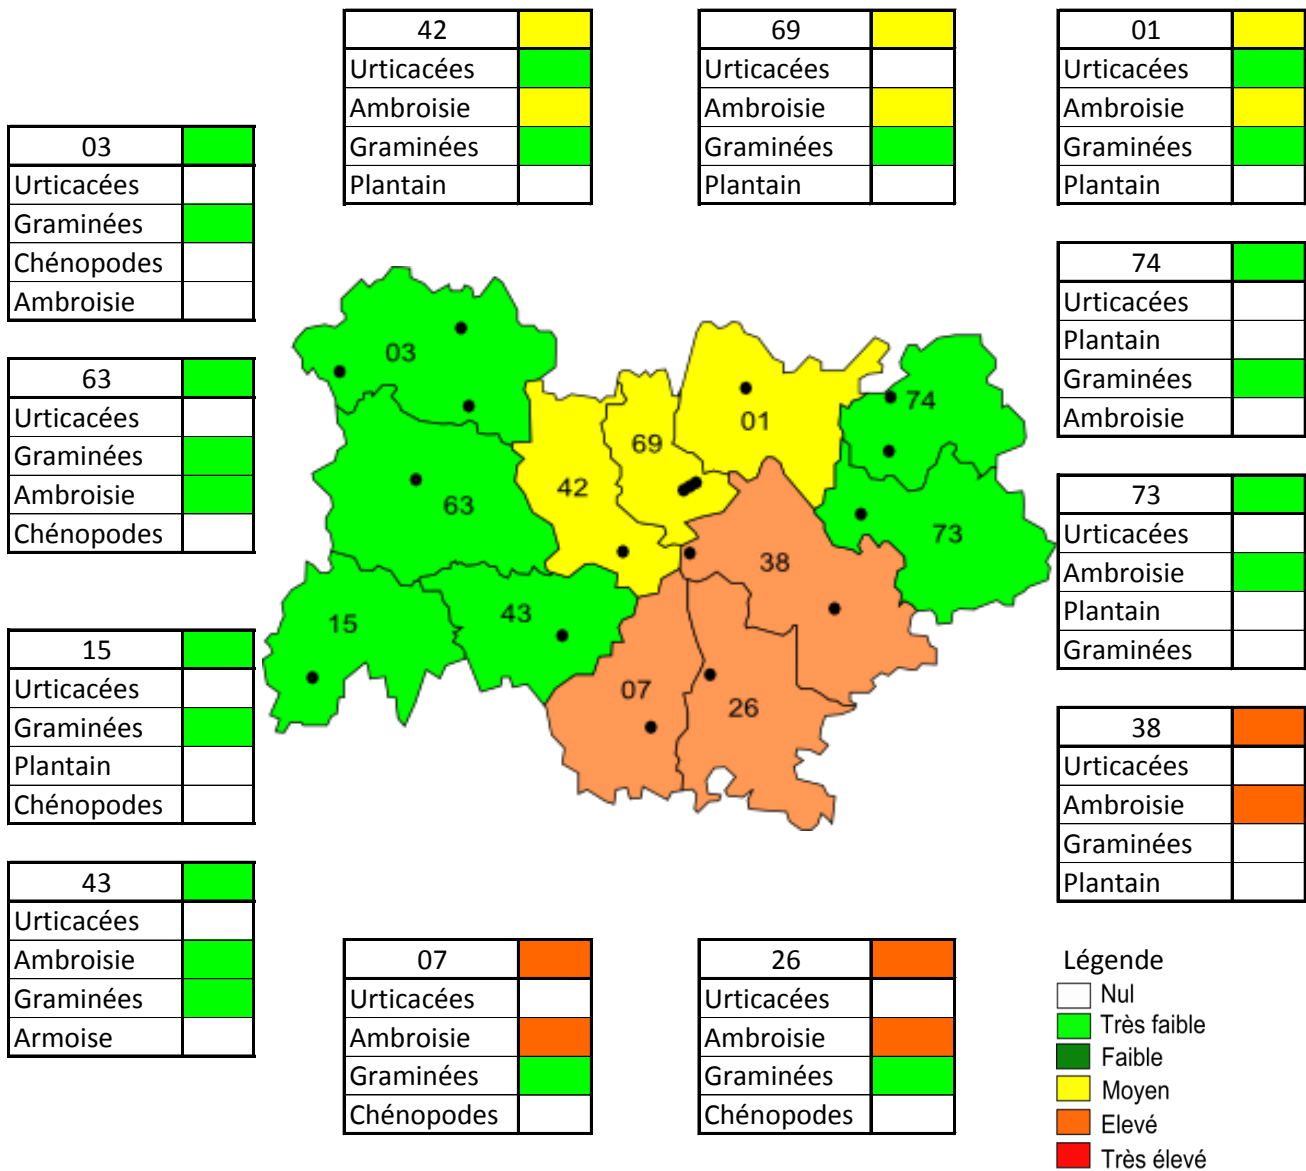 42
Urticacées
Ambroisie
Graminées
Plantain
69
Urticacées
Ambroisie
Graminées
Plantain
01
Urticacées
Ambroisie
Graminées
Plantain
03
Urticacées
Graminées
Chénopodes
Ambroisie
74
Urticacées
Plantain
Graminées
Ambroisie
63
Urticacées
Graminées
Ambroisie
Chénopodes
03
74
01
69
42
63
73
38
15
43
07
26
73
Urticacées
Ambroisie
Plantain
Graminées
15
Urticacées
Graminées
Plantain
Chénopodes
38
Urticacées
Ambroisie
Graminées
Plantain
43
Urticacées
Ambroisie
Graminées
Armoise
07
Urticacées
Ambroisie
Graminées
Chénopodes
26
Urticacées
Ambroisie
Graminées
Chénopodes
Légende
Nul
Très faible
Faible
Moyen
Elevé
Très élevé